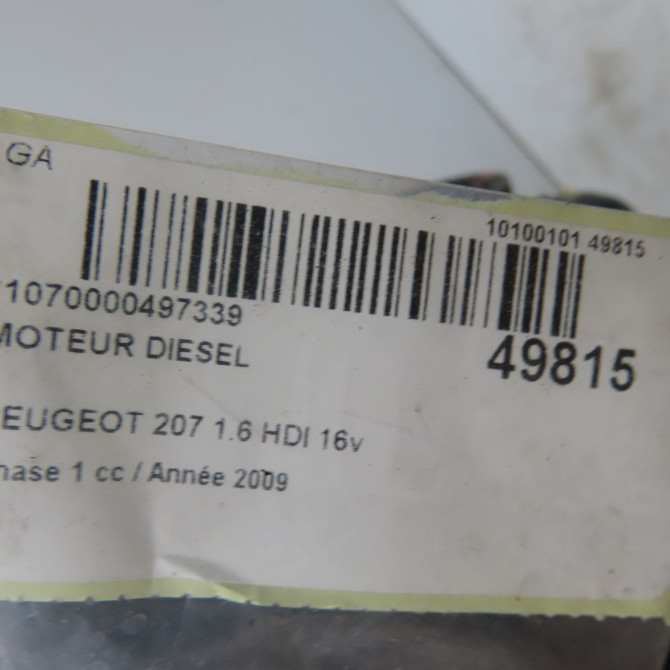 GA
10100101 49815
1070000497339
MOTEUR DIESEL
49815
EUGEOT 207 1.6 HDI 16v
hase 1 cc / Année 2009